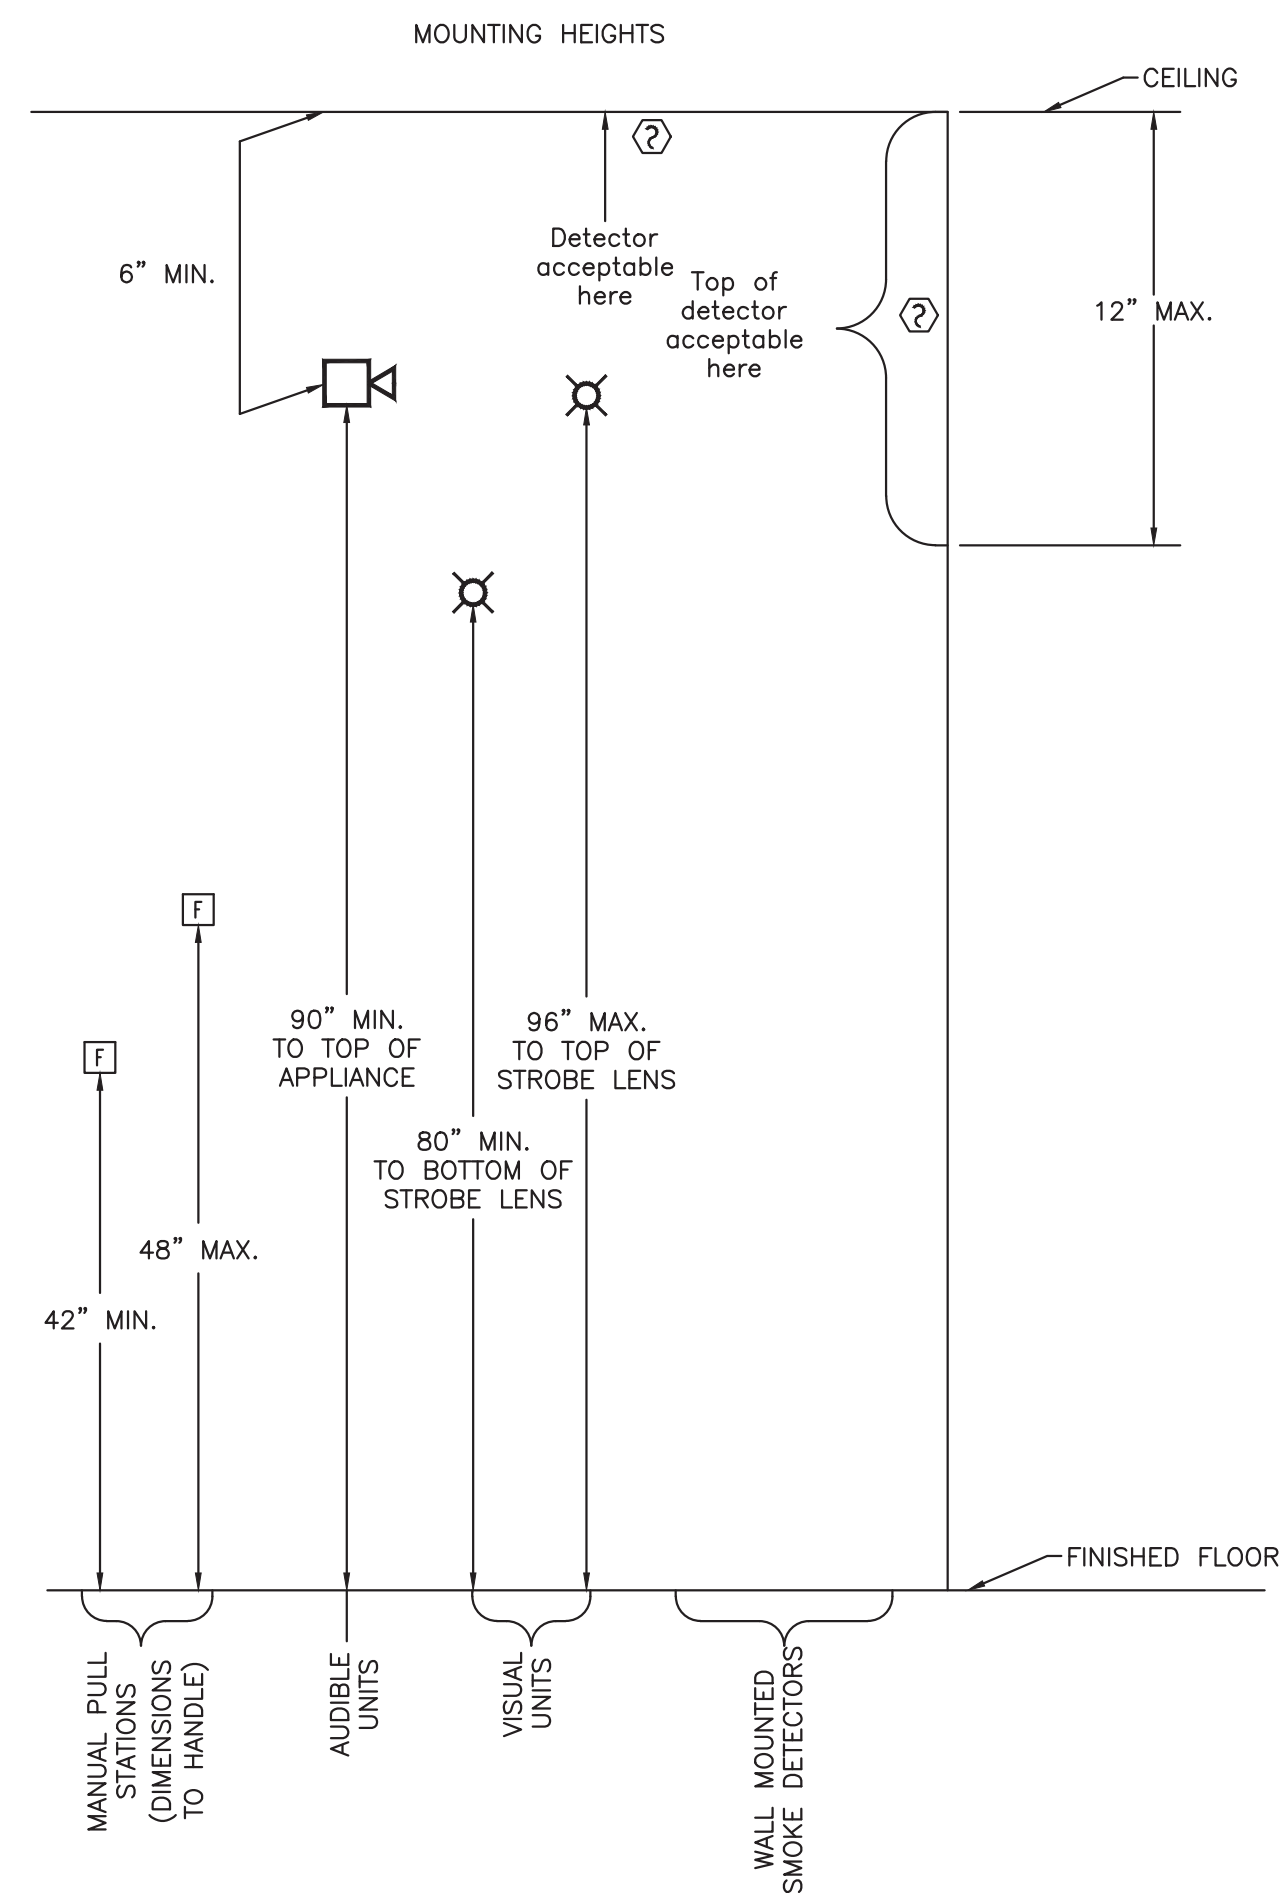 MOUNTING HEIGHTS
CEILING
Detector
acceptable
here
6” MIN.
Top of
detector
acceptable
here
12” MAX.
F
F
90” MIN.
TO TOP OF
APPLIANCE
96” MAX.
TO TOP OF
STROBE LENS
80” MIN.
TO BOTTOM OF
STROBE LENS
48” MAX.
42” MIN.
FINISHED FLOOR
MANUAL PULL
STATIONS
(DIMENSIONS
TO HANDLE)
AUDIBLE
UNITS
VISUAL
UNITS
WALL MOUNTED
SMOKE DETECTORS